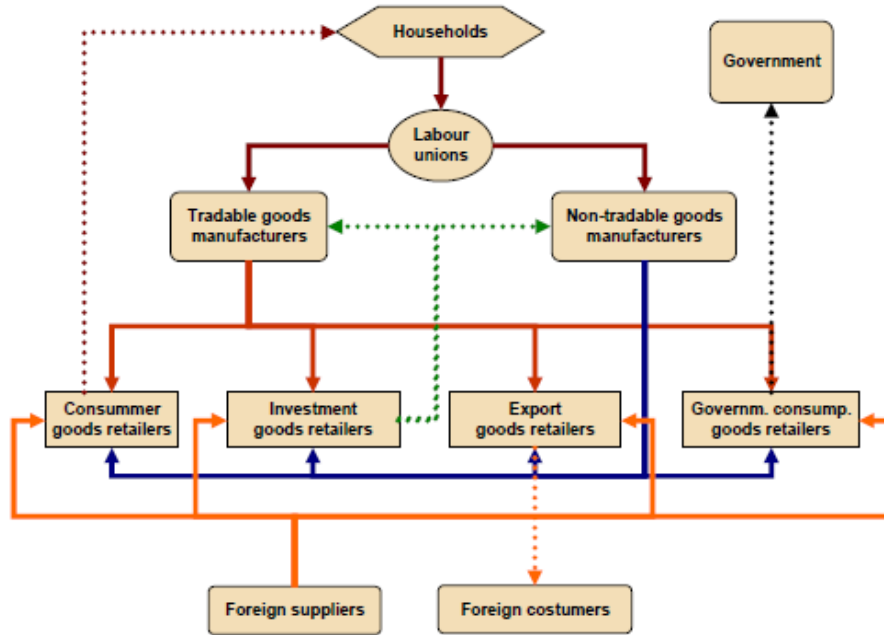 Households
Government
Labour
unions
Tradable goods
manufacturers
Non-tradable goods
manufacturers
Consummer
goods retailers
Investment
goods retailers
Export
goods retailers
Governm. consump.
goods retailers
Foreign suppliers
Foreign costumers